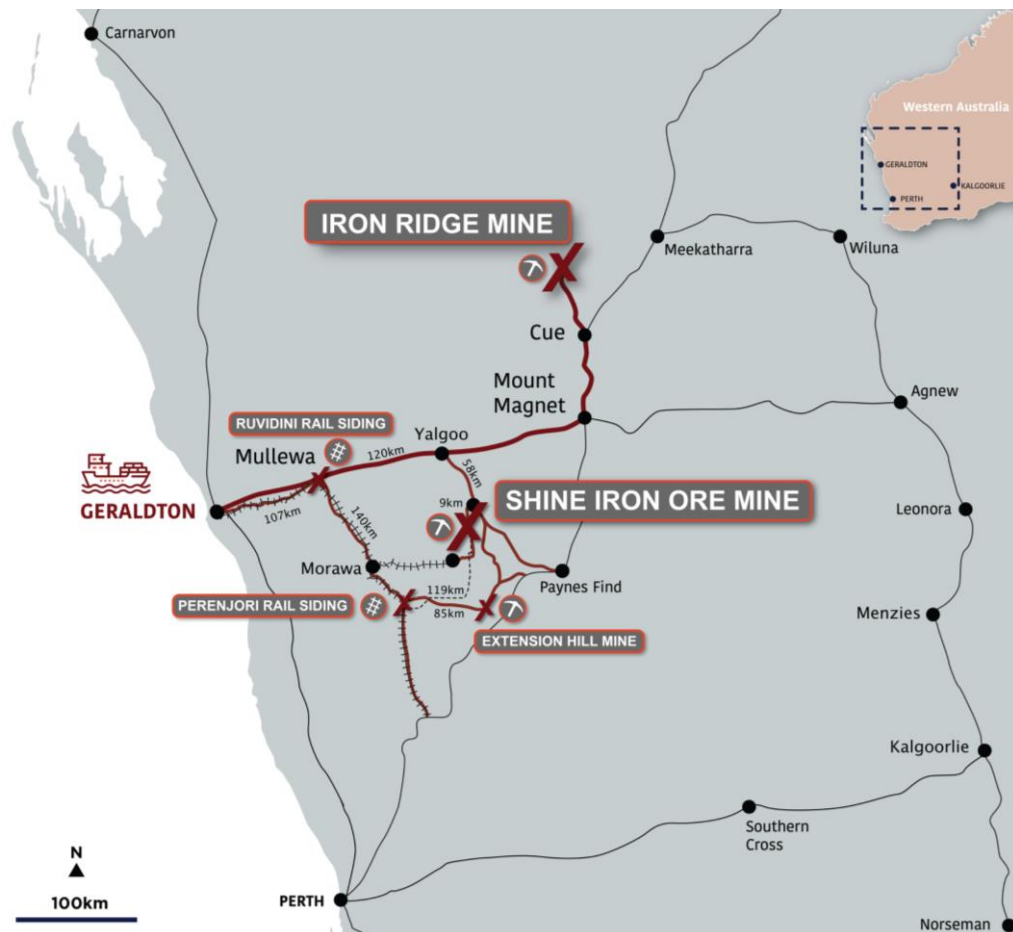 Carnarvon
Western Australia
GERALDTON
KALGOORLIE
PERTH
IRON RIDGE MINE
Meekatharra
Wiluna
Cue
Mount
Magnet
Agnew
RUVIDINI RAIL SIDING
Mullewa
120km
Yalgoo
58km
GERALDTON
107km
140km
9km
SHINE IRON ORE MINE
Leonora
Morawa
Paynes Find
119km
PERENJORI RAIL SIDING
85km
EXTENSION HILL MINE
Menzies
Kalgoorlie
Southern
Cross
N
100km
PERTH
Norseman